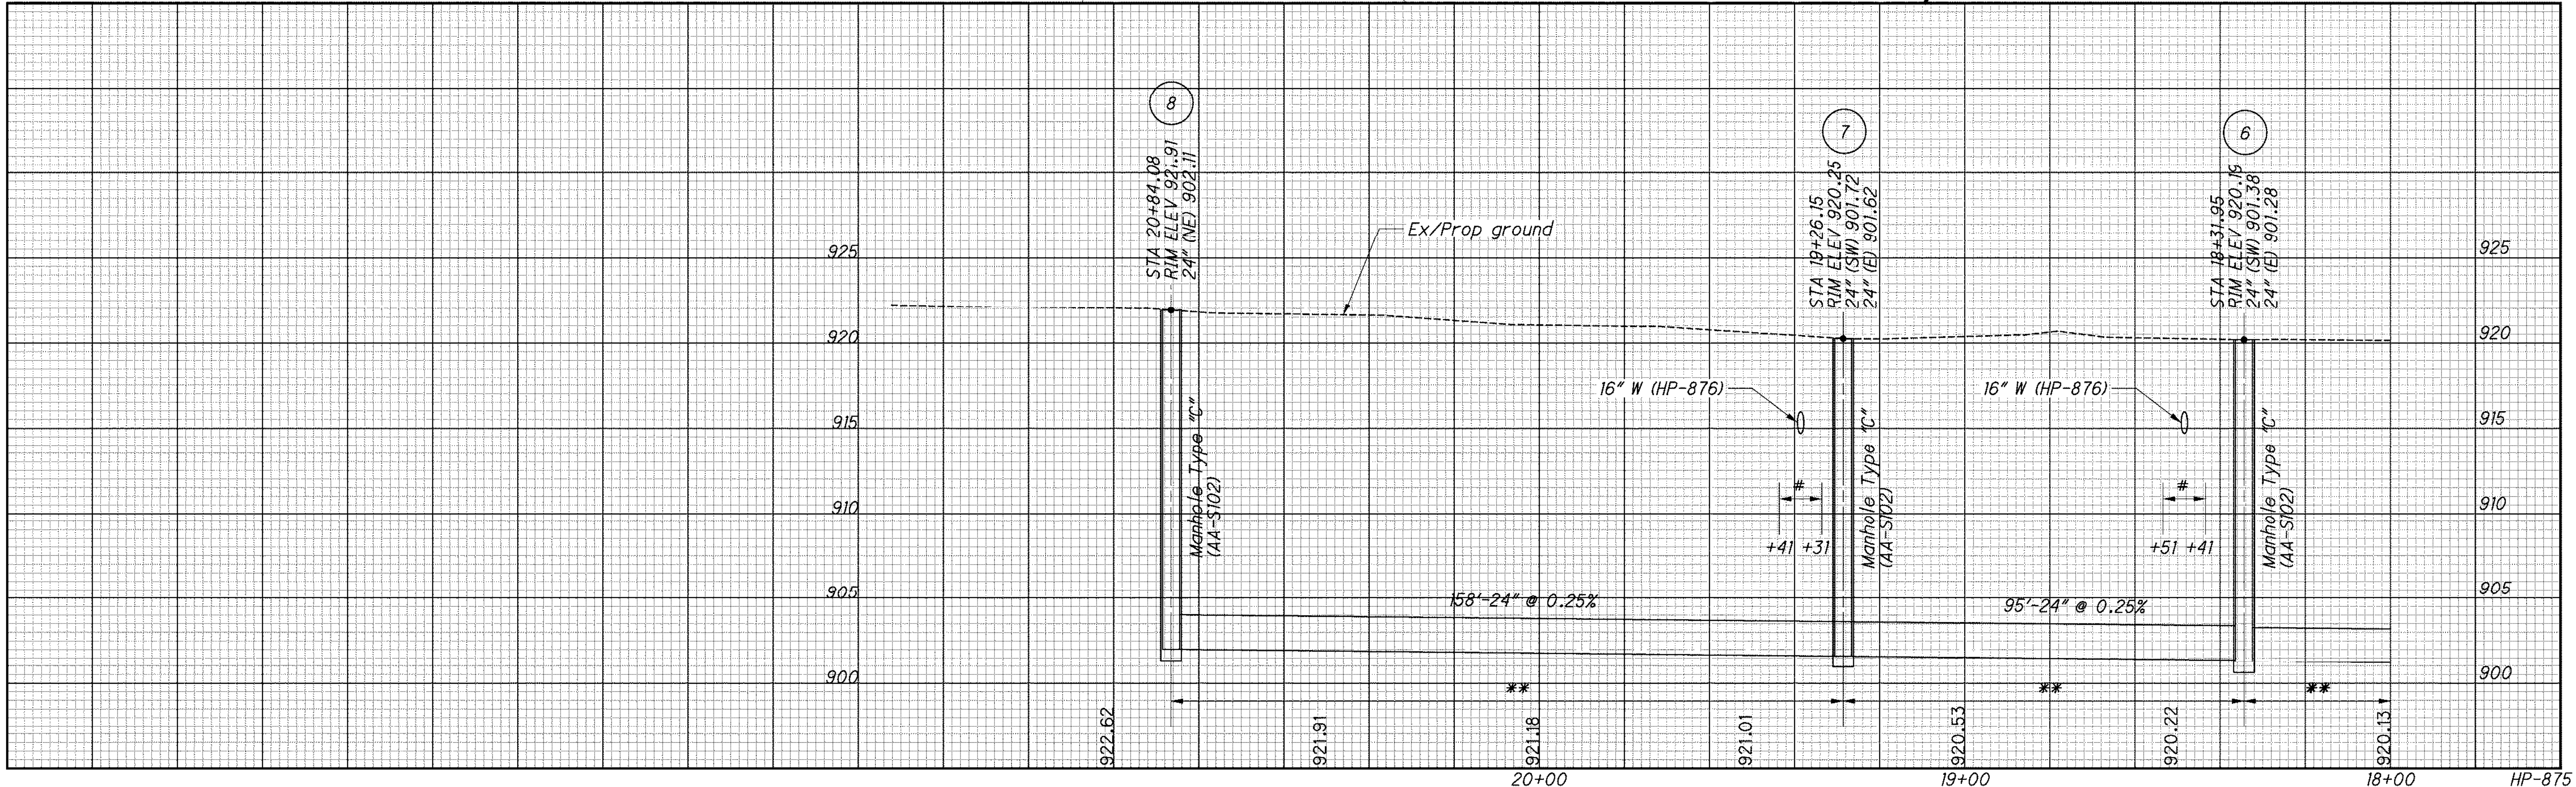 8
STA 20+84.08
RIM ELEV 921.91
24" (NE) 902.11
7
STA 19+26.15
RIM ELEV 920.25
24" (SW) 901.72
24" (E) 901.62
6
STA 18+31.95
RIM ELEV 920.19
24" (SW) 901.38
24" (E) 901.28
Ex/Prop ground
925
925
920
920
16" W (HP-876)
16" W (HP-876)
915
915
Manhole Type "C"
(AA-S102)
Manhole Type "C"
(AA-S102)
Manhole Type "C"
(AA-S102)
#
#
910
910
+41 +31
+51 +41
905
905
158'-24" @ 0.25%
95'-24" @ 0.25%
900
900
**
**
**
922.62
921.91
921.18
921.01
920.53
920.22
920.13
20+00
19+00
18+00
HP-875